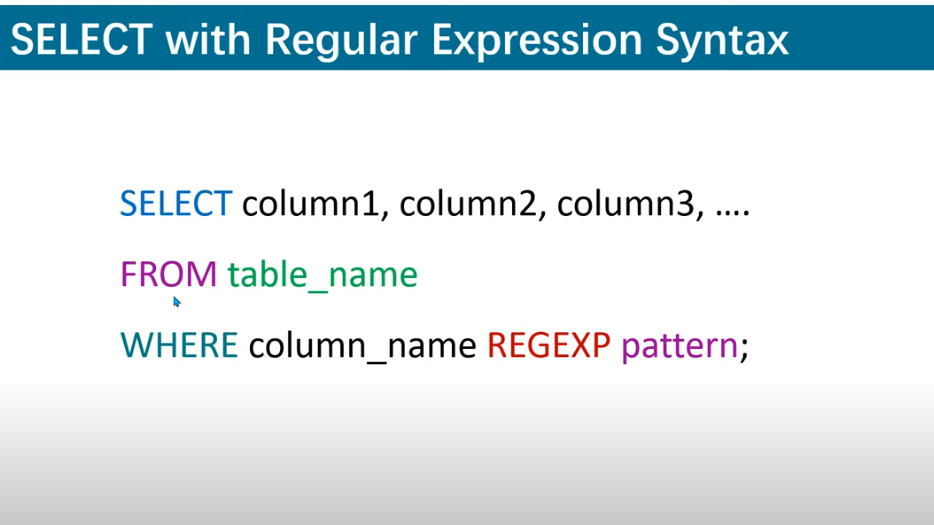 SELECT with Regular Expression Syntax
SELECT column1, column2, column3, ....
FROM table_name
WHERE column_name REGEXP pattern;